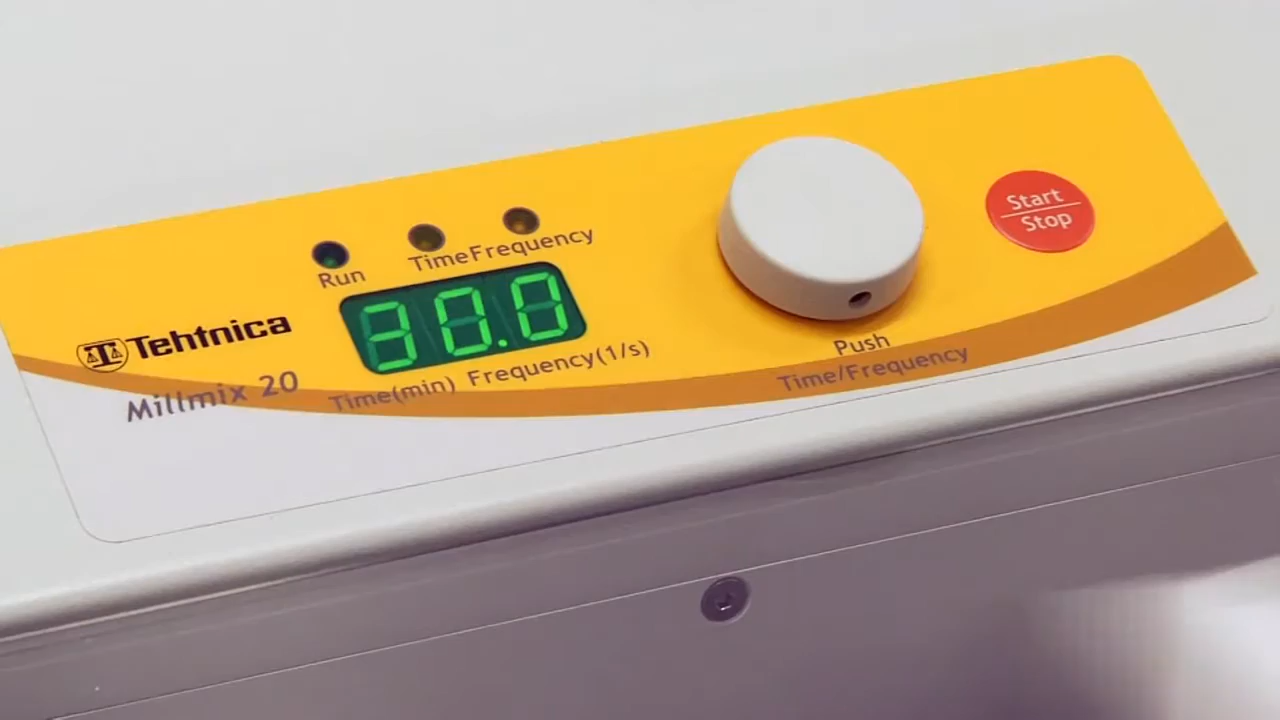 Run
Time Frequency
30.0
Tehtnica
Millmix 20
Time(min) Frequency(1/s)
Push
Time/Frequency
Start
Stop